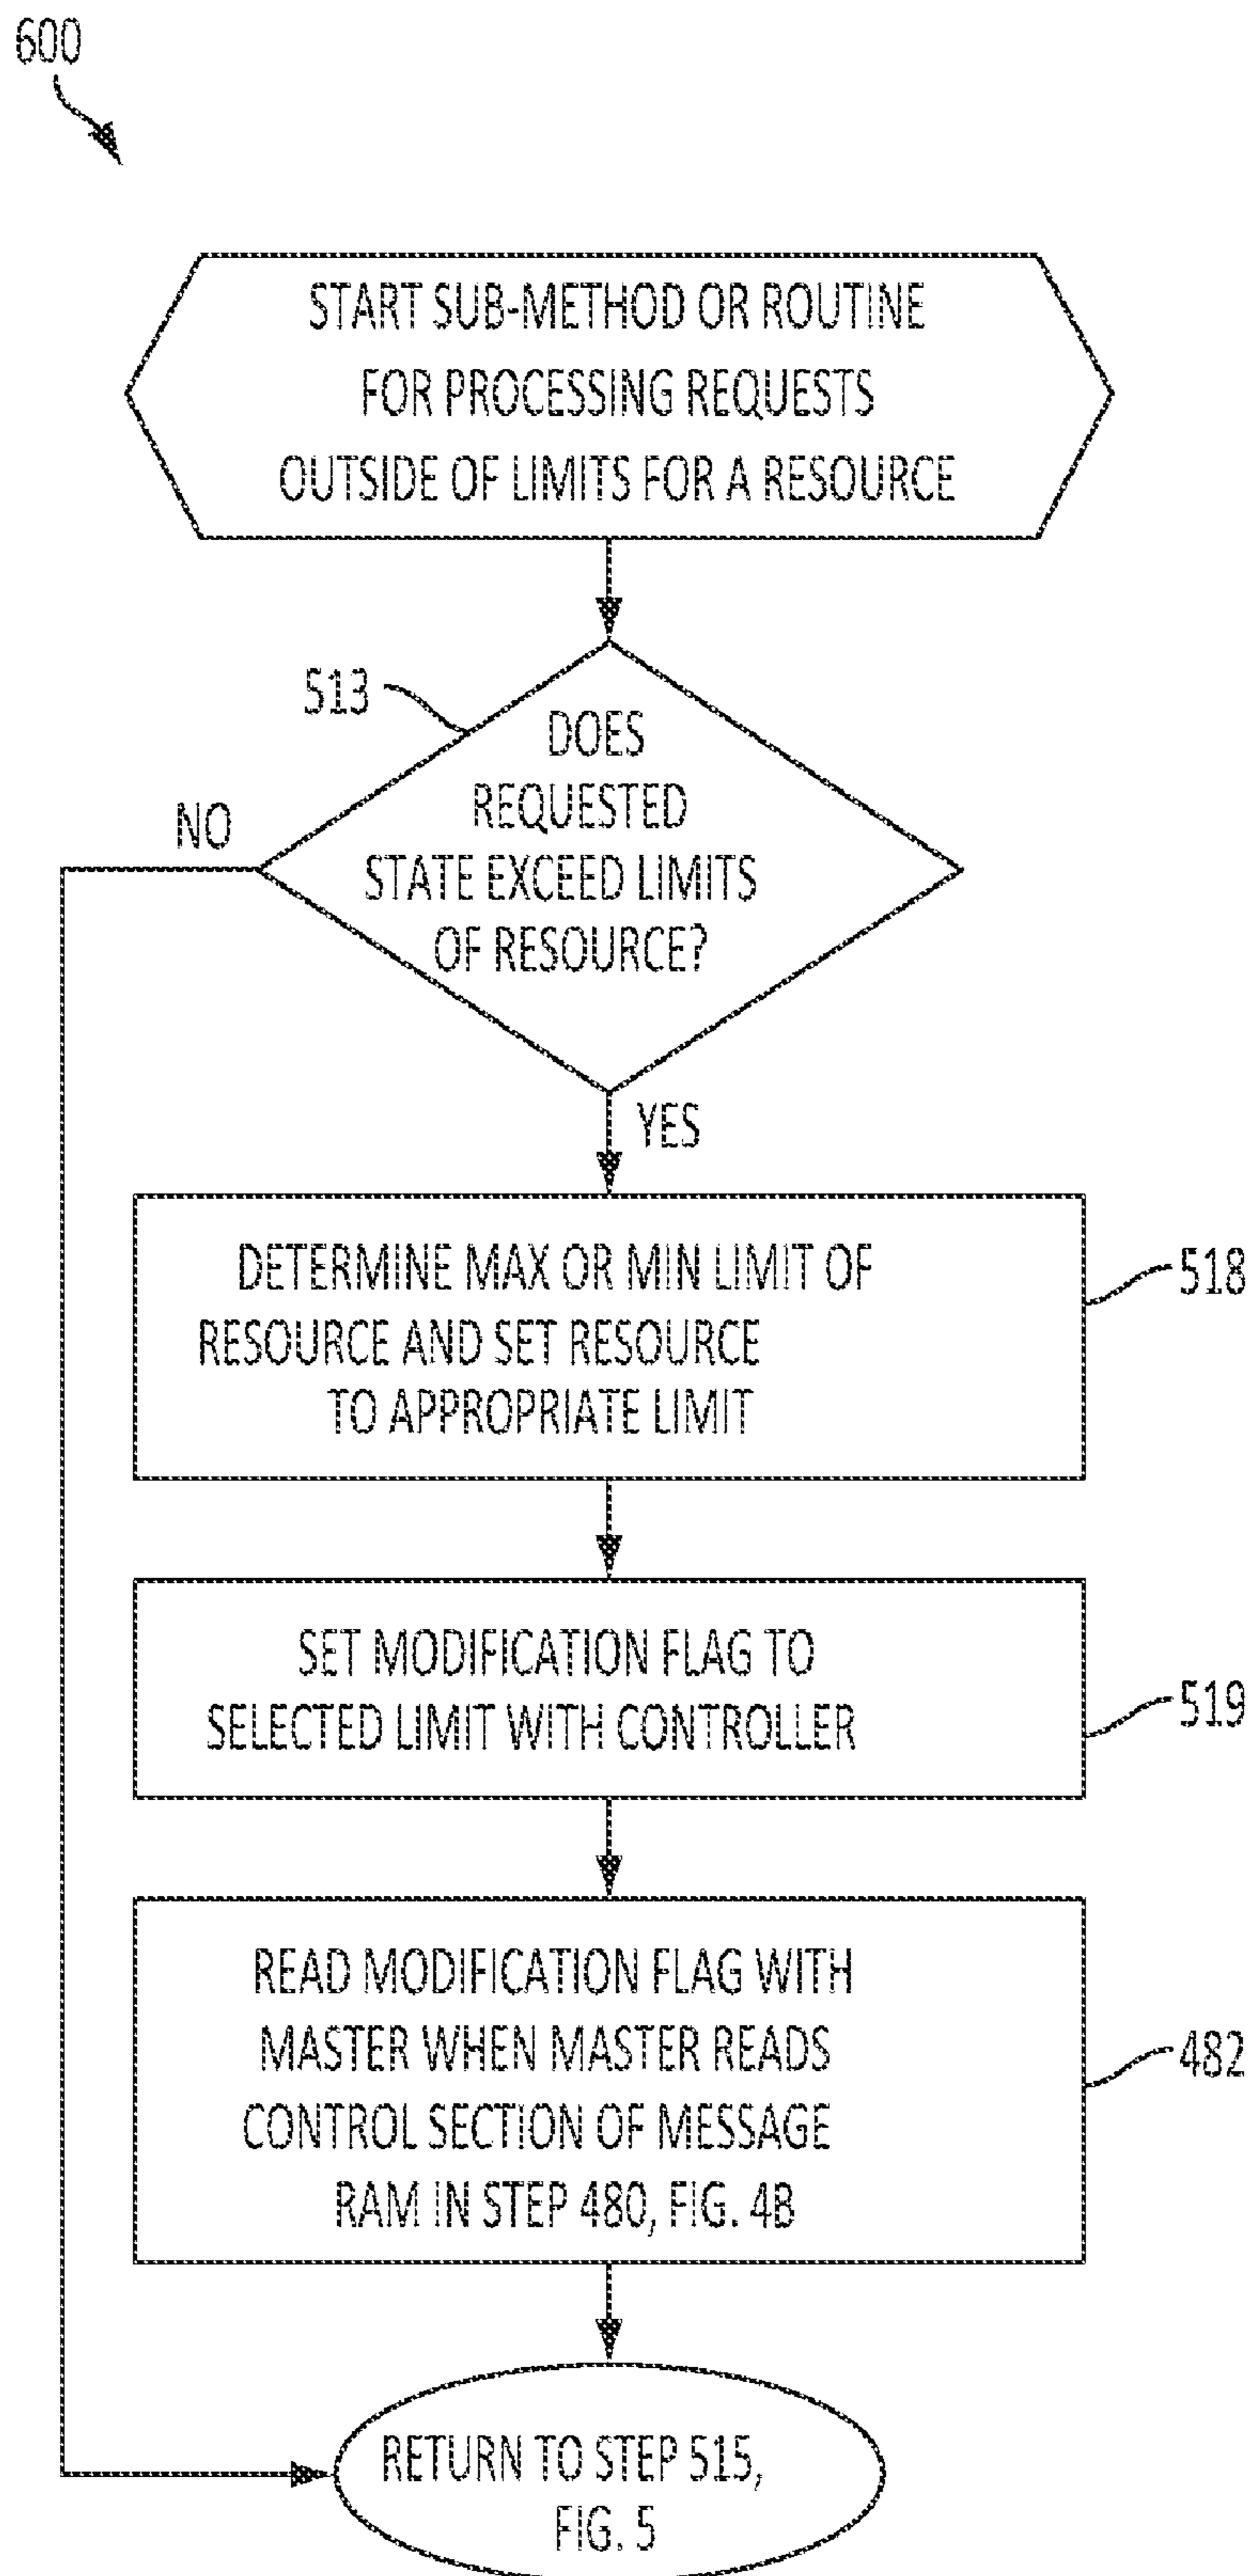 600
START SUB-METHOD OR ROUTINE
FOR PROCESSING REQUESTS
OUTSIDE OF LIMITS FOR A RESOURCE
513
DOES
REQUESTED
STATE EXCEED LIMITS
OF RESOURCE?
NO
YES
DETERMINE MAX OR MIN LIMIT OF
RESOURCE AND SET RESOURCE
TO APPROPRIATE LIMIT
518
SET MODIFICATION FLAG TO
SELECTED LIMIT WITH CONTROLLER
519
READ MODIFICATION FLAG WITH
MASTER WHEN MASTER READS
CONTROL SECTION OF MESSAGE
RAM IN STEP 480, FIG. 4B
482
RETURN TO STEP 515,
FIG. 5